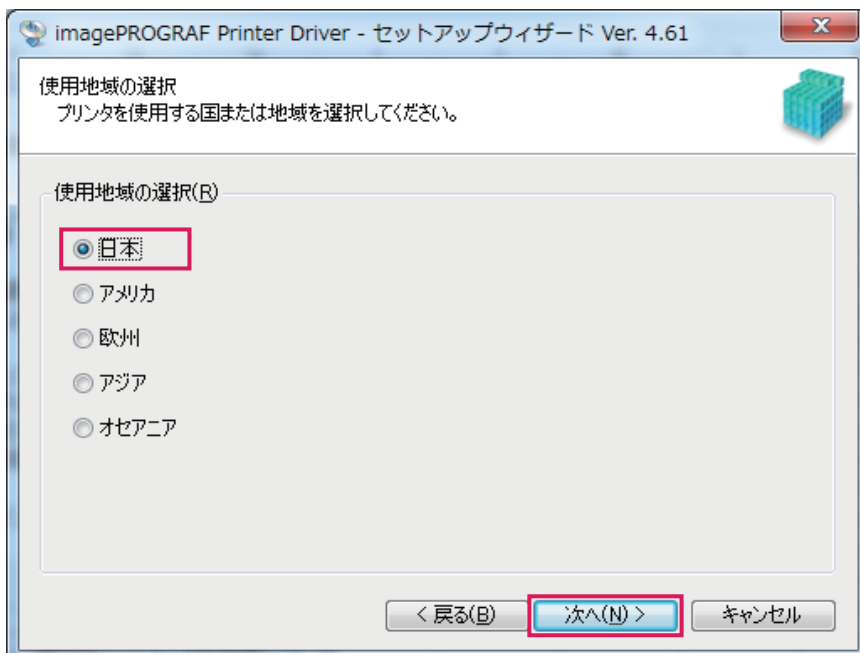 imagePROGRAF Printer Driver - セットアップウィザード Ver. 4.61
使用地域の選択
プリンタを使用する国または地域を選択してください。
使用地域の選択(R)
日本
アメリカ
欧州
アジア
オセアニア
< 戻る(B)
次へ(N) >
キャンセル